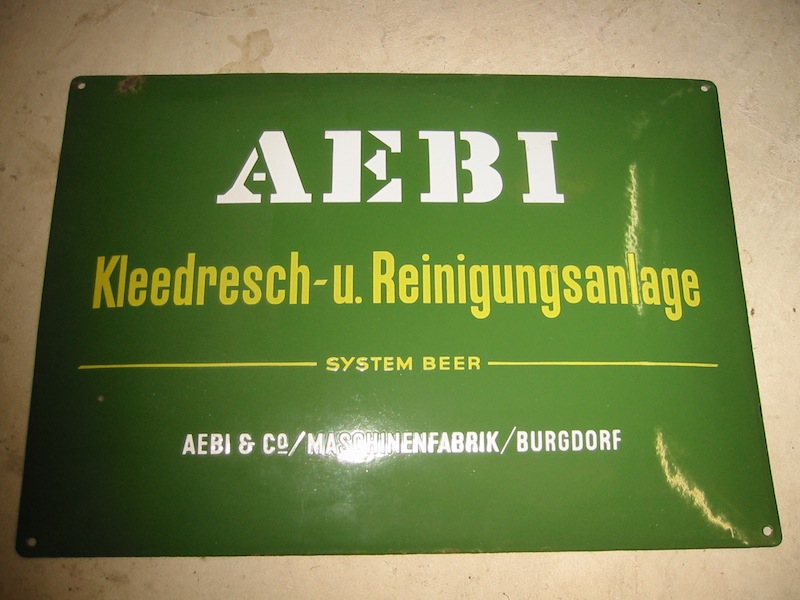 AEBI
Kleedresch- u. Reinigungsanlage
SYSTEM BEER
AEBI & Cº/MASCHINENFABRIK/BURGDORF